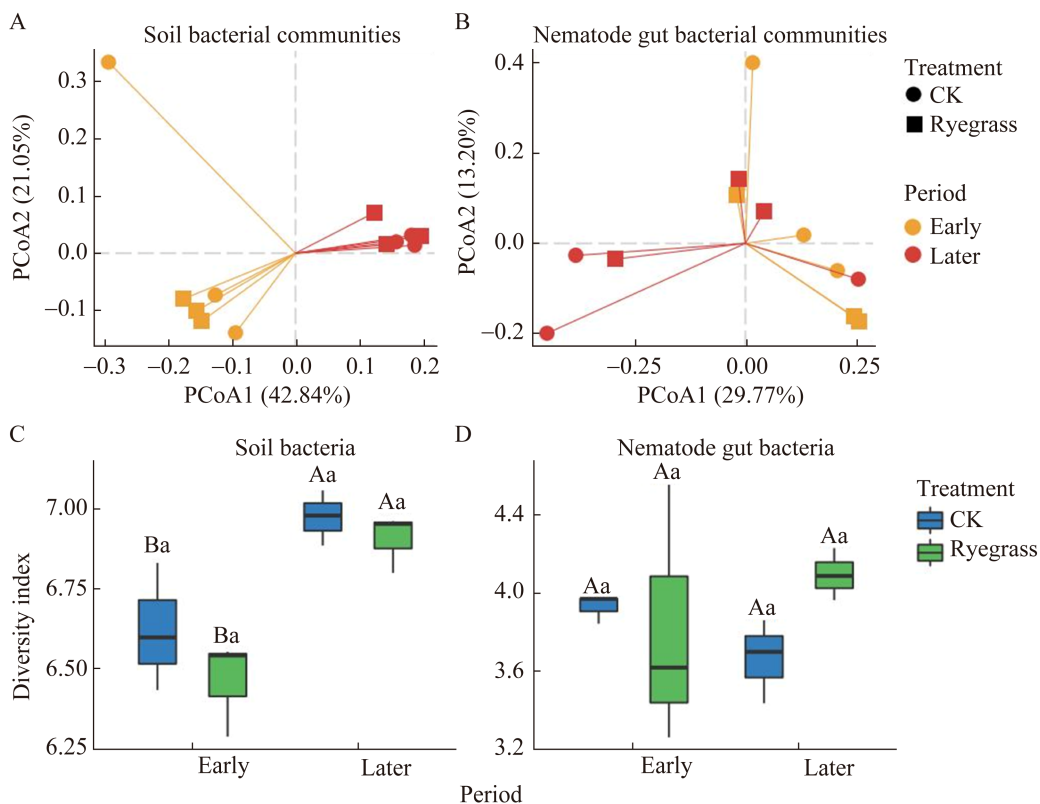 A
Soil bacterial communities
PCoA2 (21.05%)
0.3
0.2
0.1
0.0
–0.1
–0.3
–0.2
–0.1
0.0
0.1
0.2
PCoA1 (42.84%)
B
Nematode gut bacterial communities
PCoA2 (13.20%)
0.4
0.2
0.0
–0.2
–0.25
0.00
0.25
PCoA1 (29.77%)
Treatment
CK
Ryegrass
Period
Early
Later
C
Soil bacteria
Diversity index
7.00
6.75
6.50
6.25
Ba
Ba
Aa
Aa
Early
Later
D
Nematode gut bacteria
4.4
4.0
3.6
3.2
Aa
Aa
Aa
Aa
Early
Later
Treatment
CK
Ryegrass
Period